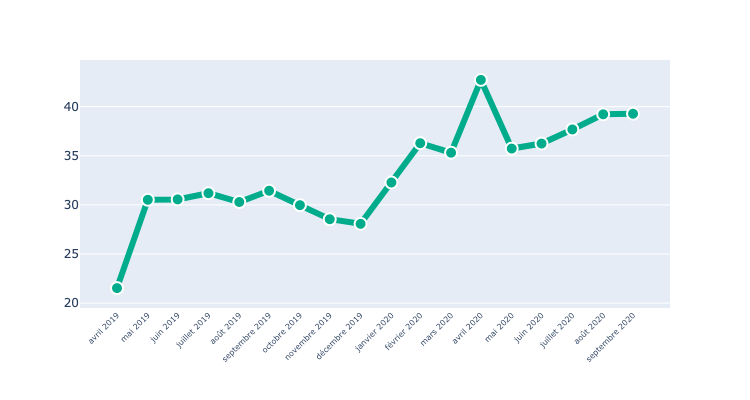 40
35
30
25
20
avril 2019
mai 2019
juin 2019
juillet 2019
août 2019
septembre 2019
octobre 2019
novembre 2019
décembre 2019
janvier 2020
février 2020
mars 2020
avril 2020
mai 2020
juin 2020
juillet 2020
août 2020
septembre 2020